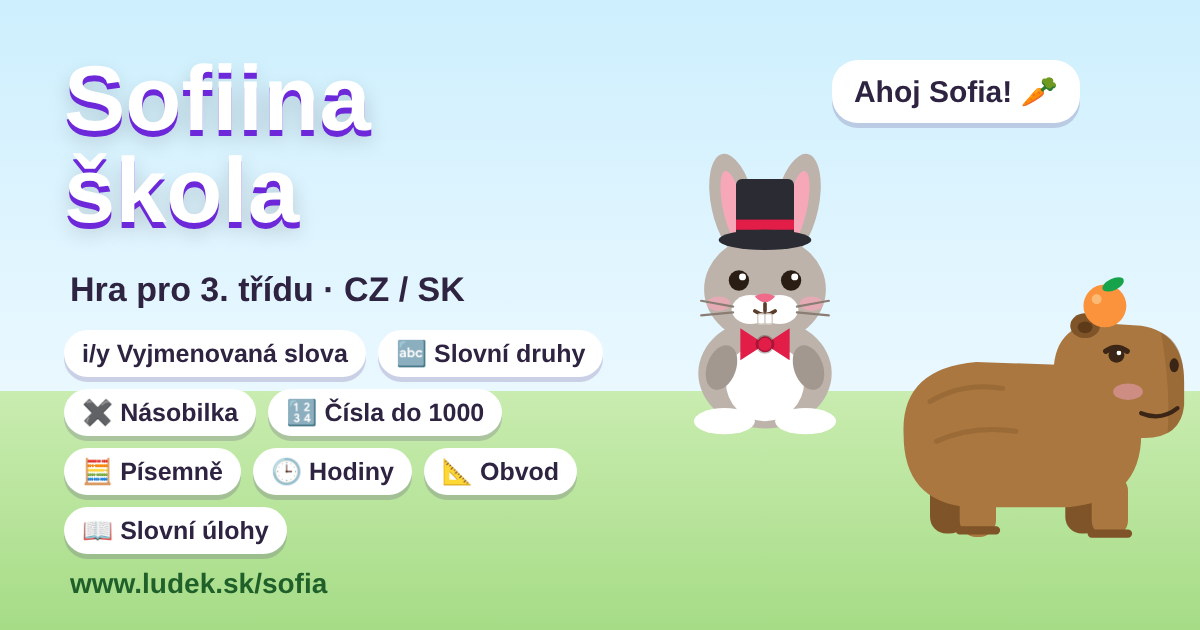 Sofiina
škola
Ahoj Sofia! 🥕
Hra pro 3. třídu · CZ / SK
i/y Vyjmenovaná slova
🔤 Slovní druhy
✖️ Násobilka
🔢 Čísla do 1000
🧮 Písemně
🕒 Hodiny
📐 Obvod
📖 Slovní úlohy
www.ludek.sk/sofia